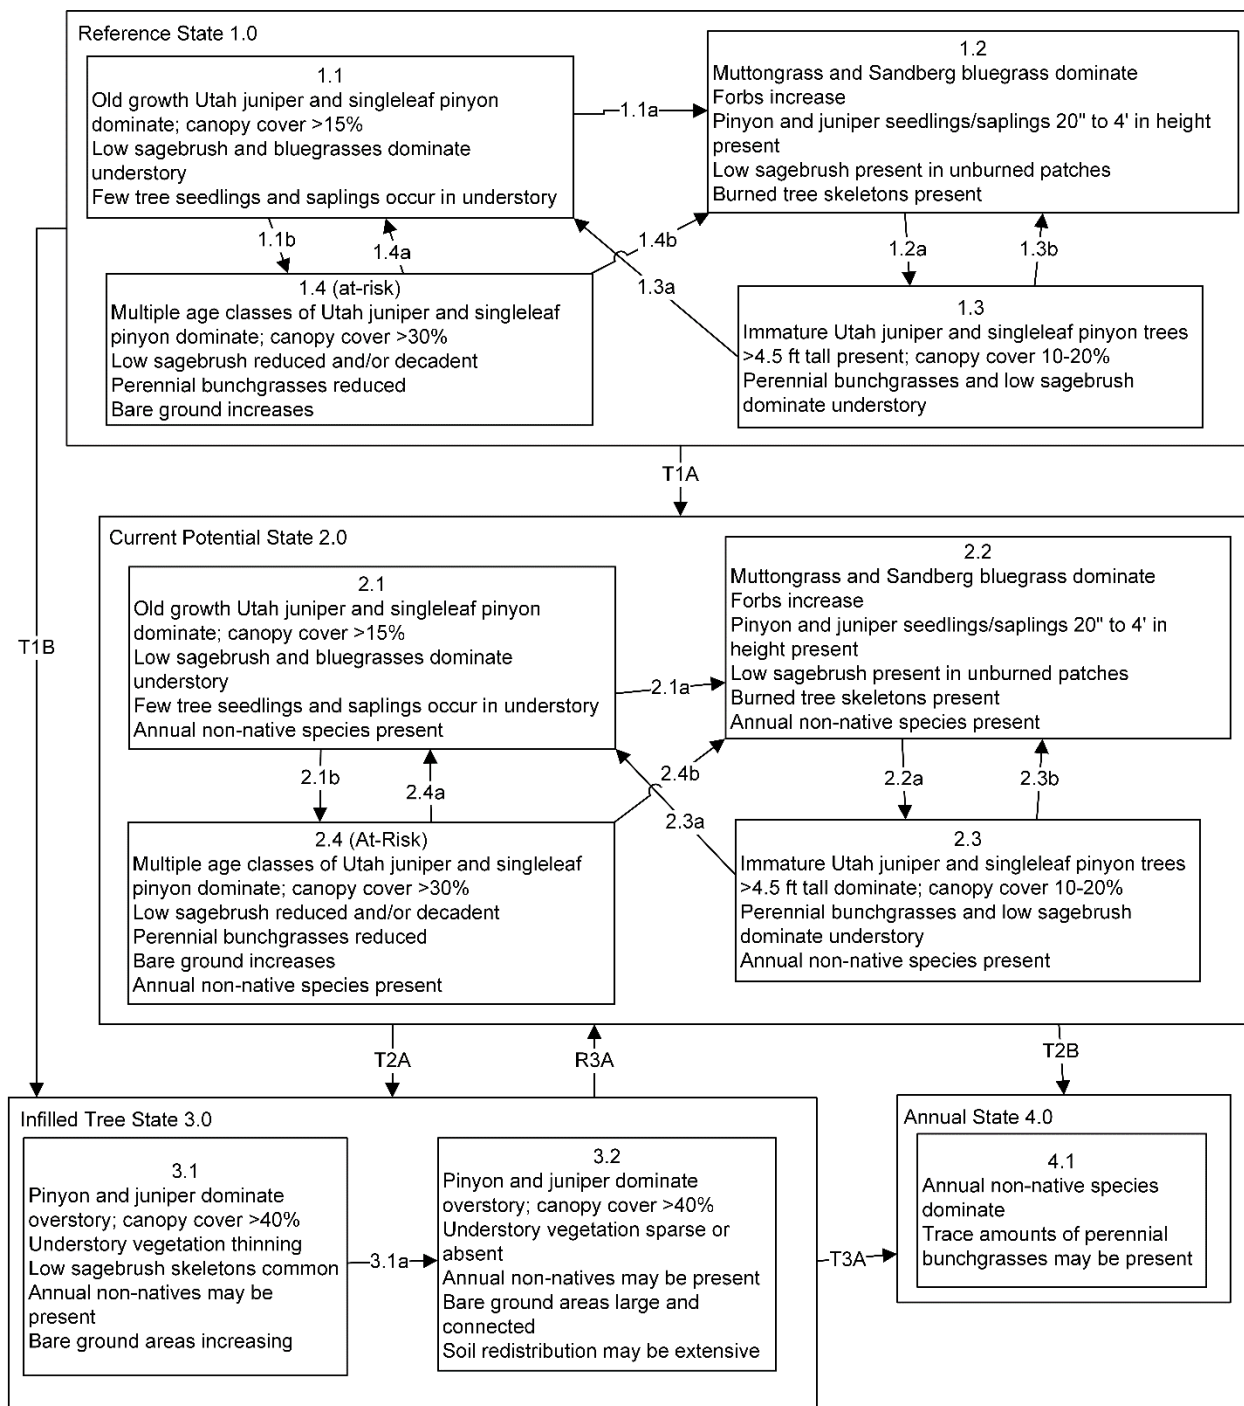 Reference State 1.0
1.1
Old growth Utah juniper and singleleaf pinyon
dominate; canopy cover >15%
Low sagebrush and bluegrasses dominate
understory
Few tree seedlings and saplings occur in understory
1.1a
1.2
Muttongrass and Sandberg bluegrass dominate
Forbs increase
Pinyon and juniper seedlings/saplings 20" to 4' in height
present
Low sagebrush present in unburned patches
Burned tree skeletons present
1.1b
1.4a
1.4b
1.3a
1.2a
1.3b
1.4 (at-risk)
Multiple age classes of Utah juniper and singleleaf
pinyon dominate; canopy cover >30%
Low sagebrush reduced and/or decadent
Perennial bunchgrasses reduced
Bare ground increases
1.3
Immature Utah juniper and singleleaf pinyon trees
>4.5 ft tall present; canopy cover 10-20%
Perennial bunchgrasses and low sagebrush
dominate understory
T1A
T1B
Current Potential State 2.0
2.1
Old growth Utah juniper and singleleaf pinyon
dominate; canopy cover >15%
Low sagebrush and bluegrasses dominate
understory
Few tree seedlings and saplings occur in understory
Annual non-native species present
2.1a
2.2
Muttongrass and Sandberg bluegrass dominate
Forbs increase
Pinyon and juniper seedlings/saplings 20" to 4' in
height present
Low sagebrush present in unburned patches
Burned tree skeletons present
Annual non-native species present
2.1b
2.4a
2.4b
2.3a
2.2a
2.3b
2.4 (At-Risk)
Multiple age classes of Utah juniper and singleleaf
pinyon dominate; canopy cover >30%
Low sagebrush reduced and/or decadent
Perennial bunchgrasses reduced
Bare ground increases
Annual non-native species present
2.3
Immature Utah juniper and singleleaf pinyon trees
>4.5 ft tall dominate; canopy cover 10-20%
Perennial bunchgrasses and low sagebrush
dominate understory
Annual non-native species present
T2A
R3A
T2B
Infilled Tree State 3.0
3.1
Pinyon and juniper dominate
overstory; canopy cover >40%
Understory vegetation thinning
Low sagebrush skeletons common
Annual non-natives may be
present
Bare ground areas increasing
3.1a
3.2
Pinyon and juniper dominate
overstory; canopy cover >40%
Understory vegetation sparse or
absent
Annual non-natives may be present
Bare ground areas large and
connected
Soil redistribution may be extensive
T3A
Annual State 4.0
4.1
Annual non-native species
dominate
Trace amounts of perennial
bunchgrasses may be present